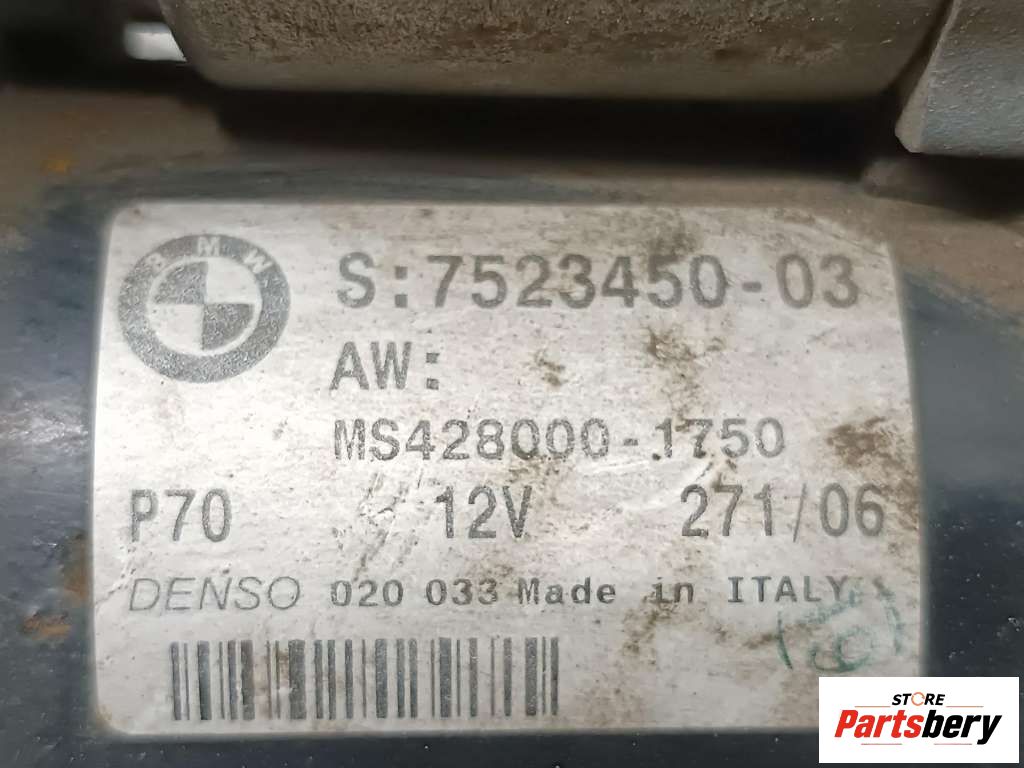 BMW
S:7523450-03
AW:
MS428000-1750
P70 12V 271/06
DENSO 020 033 Made in ITALY
STORE
Partsbery